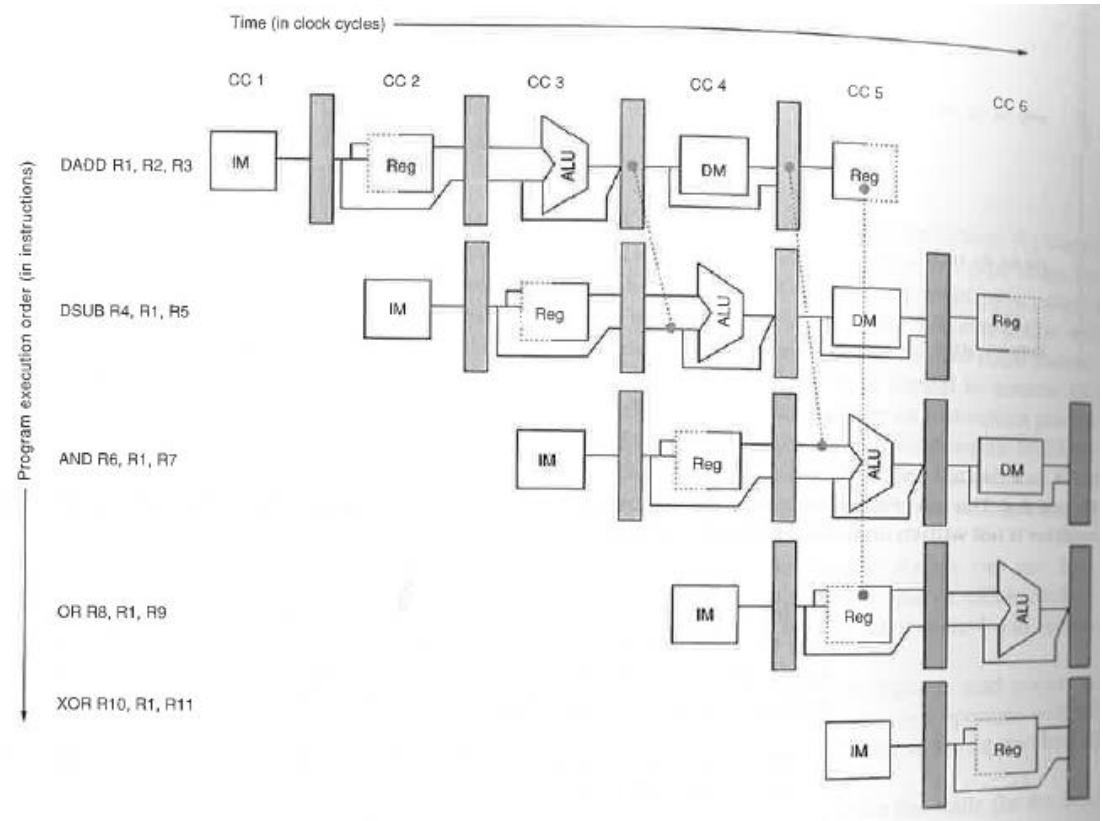 Time (in clock cycles)
CC 1 CC 2 CC 3 CC 4 CC 5 CC 6
Program execution order (in instructions)
DADD R1, R2, R3 IM Reg ALU DM Reg
DSUB R4, R1, R5 IM Reg ALU DM Reg
AND R6, R1, R7 IM Reg ALU DM
OR R8, R1, R9 IM Reg ALU
XOR R10, R1, R11 IM Reg